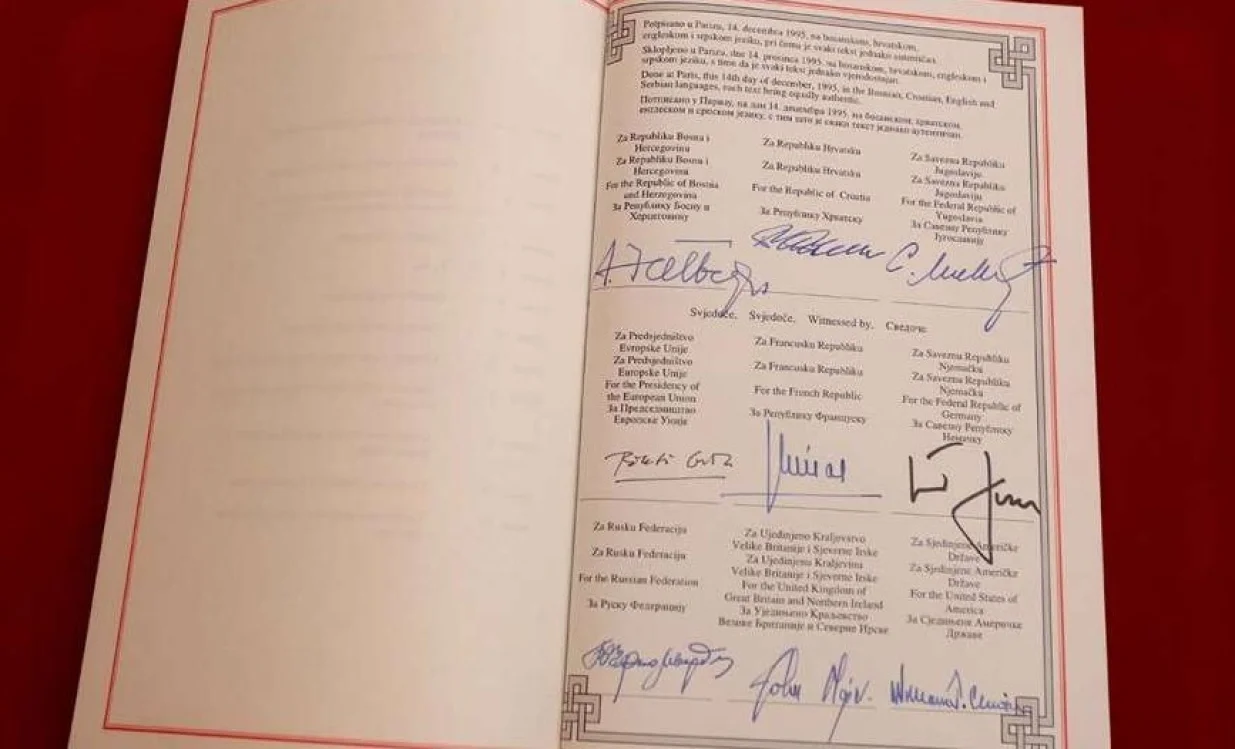 Potpisano u Parizu, 14. decembra 1995, na bosanskom, hrvatskom,
engleskom i srpskom jeziku, pri čemu je svaki tekst jednako autentičan.
Sklopljeno u Parizu, dne 14. prosinca 1995, na bosanskom, hrvatskom, engleskom i
srpskom jeziku, s time da je svaki tekst jednako vjerodostojan.
Done at Paris, this 14th day of december, 1995, in the Bosnian, Croatian, English and
Serbian languages, each text being equally authentic.
Потписано у Паризу, на дан 14. децембра 1995, на босанском, хрватском,
енглеском и српском језику, с тим што је сваки текст једнако аутентичан.
Za Republiku Bosnu i
Hercegovinu
Za Republiku Bosnu i
Hercegovinu
For the Republic of Bosnia
and Herzegovina
За Републику Босну и
Херцеговину
Za Republiku Hrvatsku
Za Republiku Hrvatsku
For the Republic of Croatia
За Републику Хрватску
Za Saveznu Republiku
Jugoslaviju
Za Saveznu Republiku
Jugoslaviju
For the Federal Republic of
Yugoslavia
За Савезну Републику
Југославију
Svjedoče, Svjedoče, Witnessed by, Сведоче
Za Predsjedništvo
Evropske Unije
Za Predsjedništvo
Europske Unije
For the Presidency of
the European Union
За Председништво
Европске Уније
Za Francusku Republiku
Za Francusku Republiku
For the French Republic
За Републику Француску
Za Saveznu Republiku
Njemačku
Za Saveznu Republiku
Njemačku
For the Federal Republic of
Germany
За Савезну Републику
Немачку
Za Rusku Federaciju
Za Rusku Federaciju
For the Russian Federation
За Руску Федерацију
Za Ujedinjeno Kraljevstvo
Velike Britanije i Sjeverne Irske
Za Ujedinjenu Kraljevinu
Velike Britanije i Sjeverne Irske
For the United Kingdom of
Great Britain and Northern Ireland
За Уједињено Краљевство
Велике Британије и Северне Ирске
Za Sjedinjene Američke
Države
Za Sjedinjene Američke
Države
For the United States of
America
За Сједињене Америчке
Државе
John Major